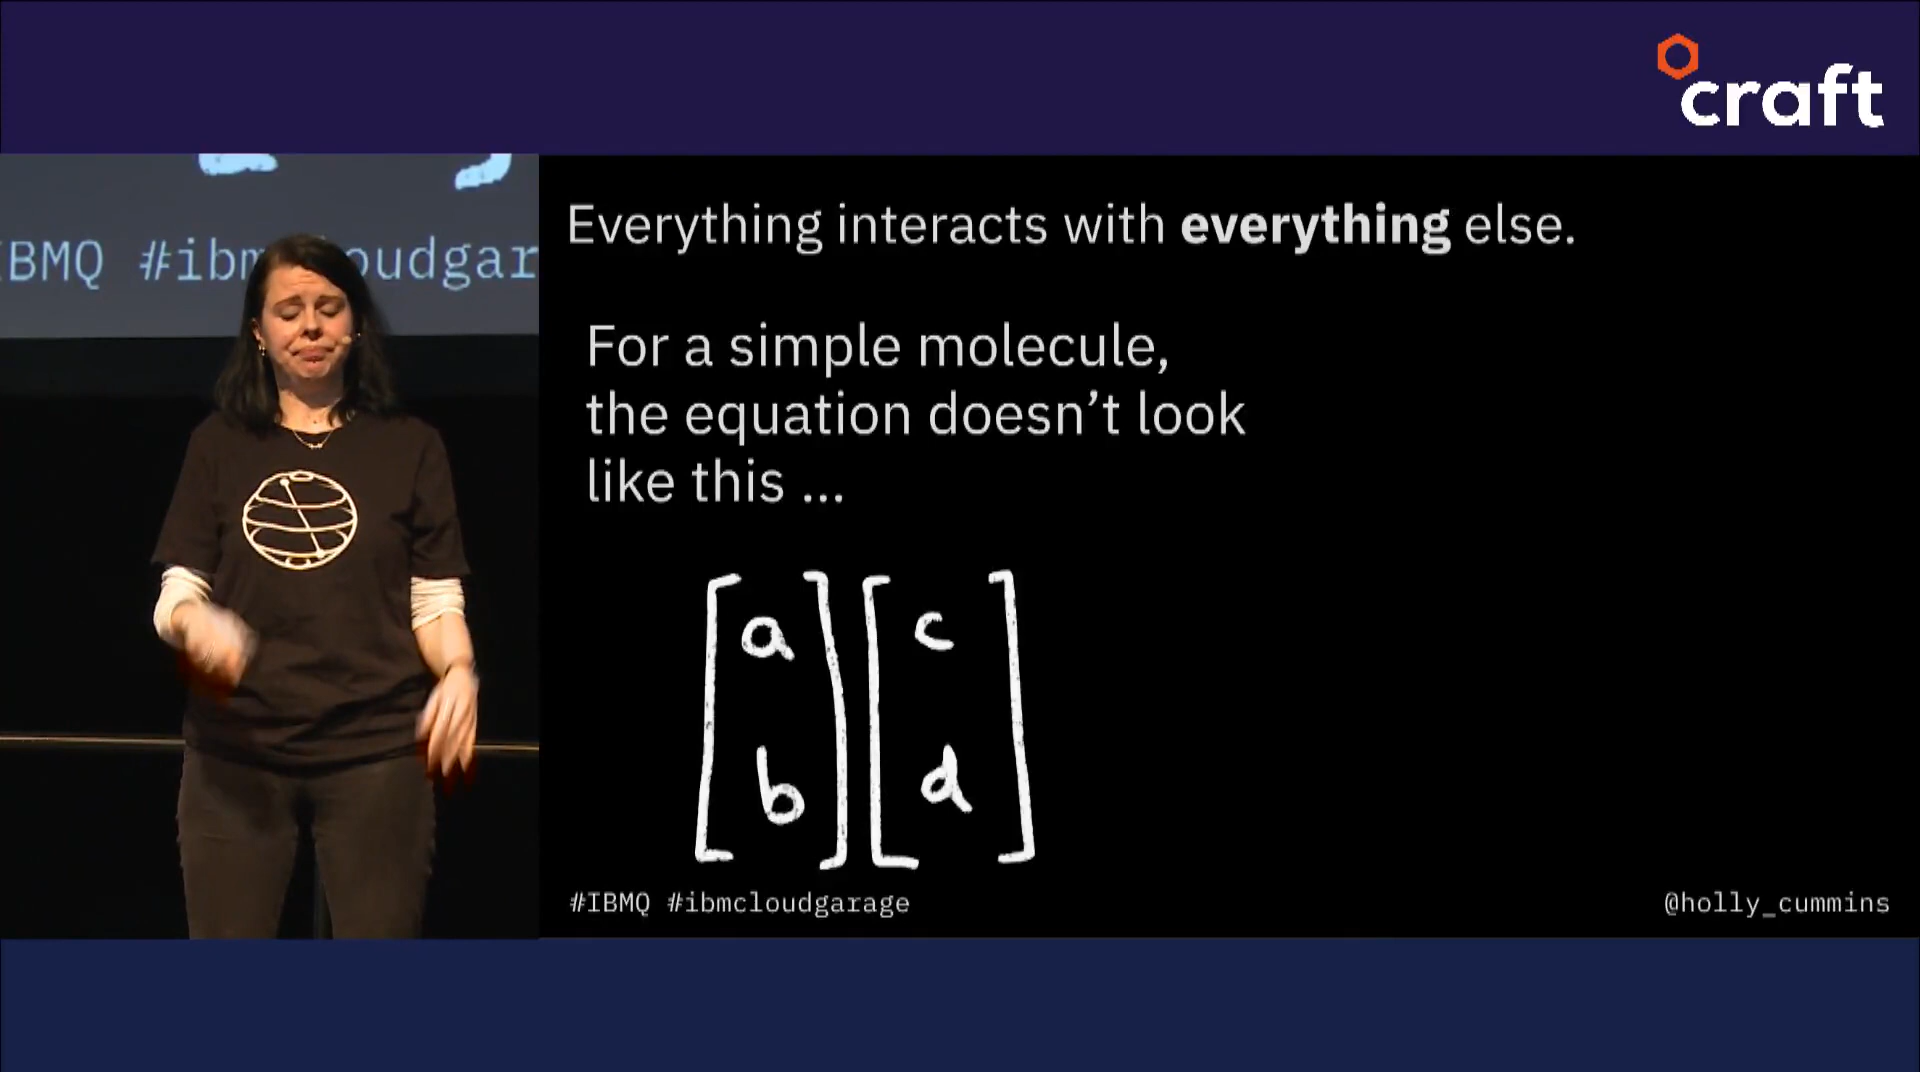 craft
IBMQ #ibm oudgar
Everything interacts with everything else.
For a simple molecule,
the equation doesn’t look
like this ...
a c
b d
#IBMQ #ibmcloudgarage
@holly_cummins